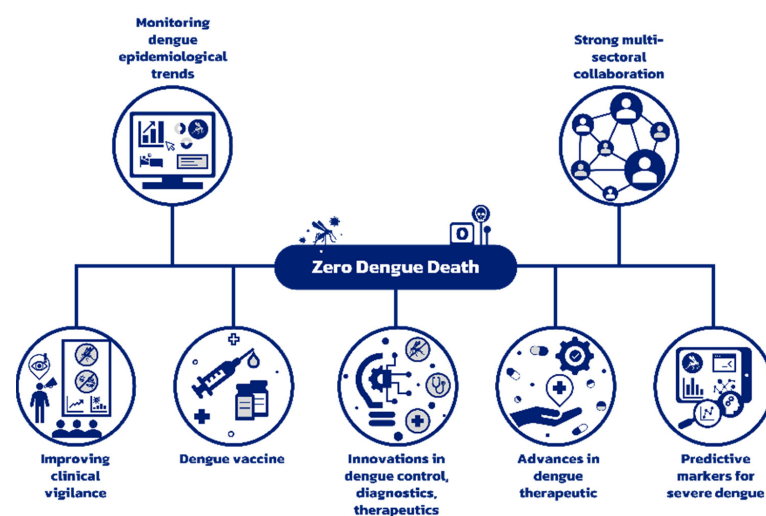 Monitoring
dengue
epidemiological
trends
Strong multi-
sectoral
collaboration
Zero Dengue Death
Improving
clinical
vigilance
Dengue vaccine
Innovations in
dengue control,
diagnostics,
therapeutics
Advances in
dengue
therapeutic
Predictive
markers for
severe dengue